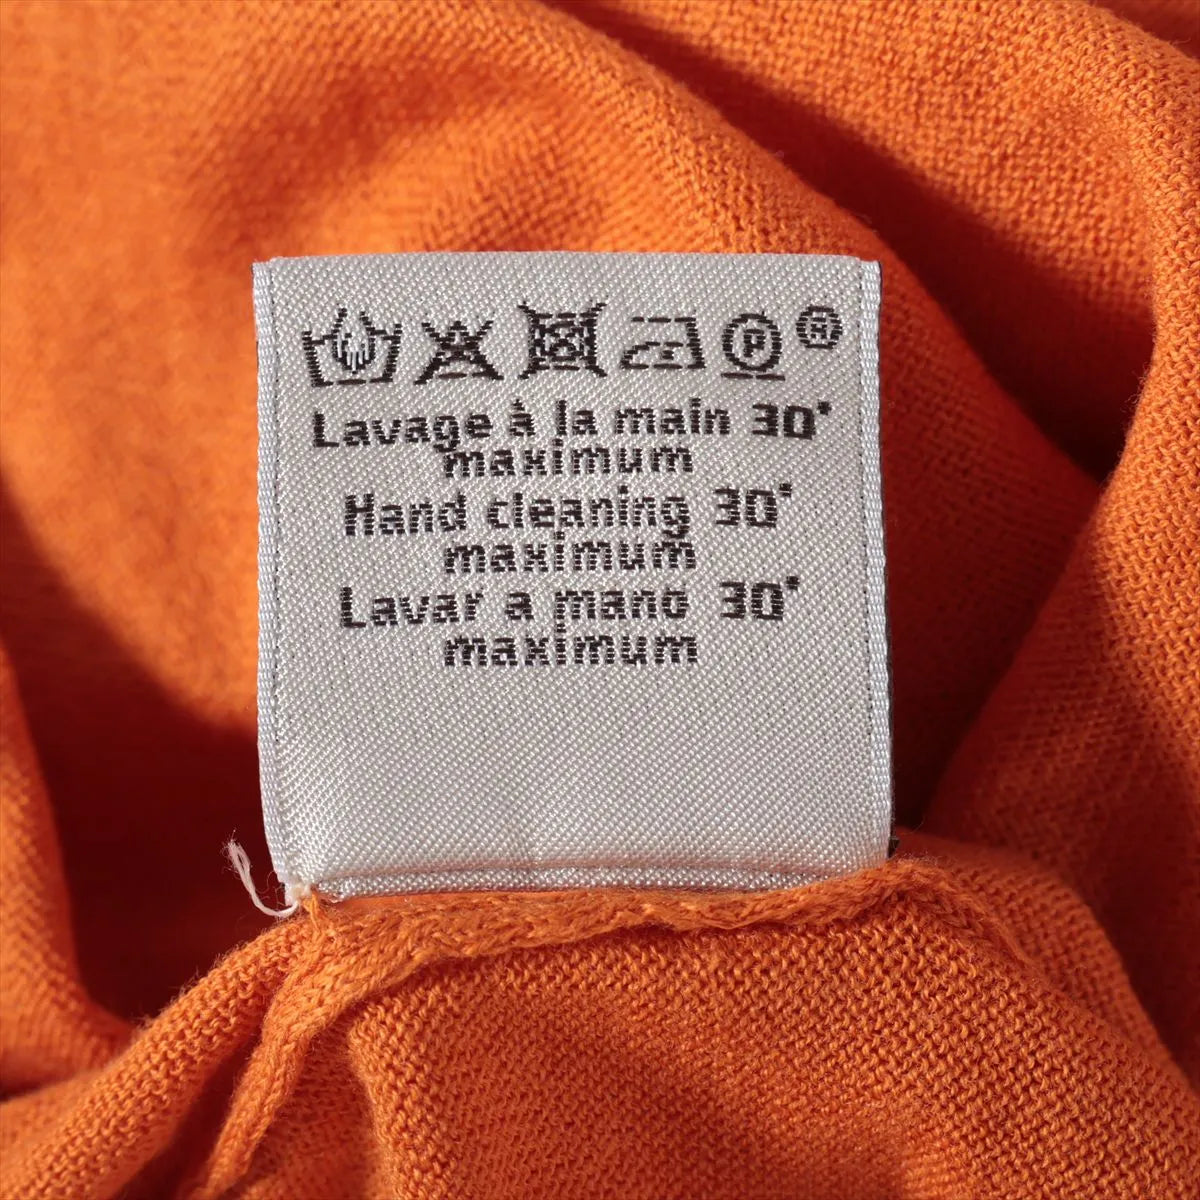 P ®
Lavage à la main 30°
maximum
Hand cleaning 30°
maximum
Lavar a mano 30°
maximum